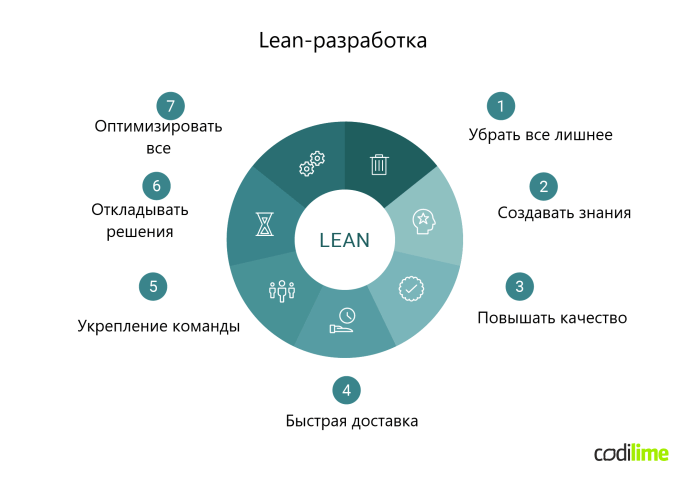 Lean-разработка
1
Убрать все лишнее
2
Создавать знания
3
Повышать качество
4
Быстрая доставка
5
Укрепление команды
6
Откладывать
решения
7
Оптимизировать
все
LEAN
codilime